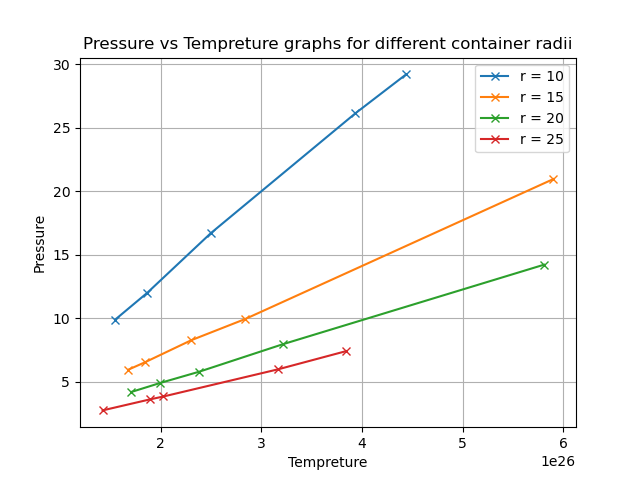 Pressure vs Tempreture graphs for different container radii
30
25
20
15
10
5
Pressure
r = 10
r = 15
r = 20
r = 25
2 3 4 5 6
1e26
Tempreture